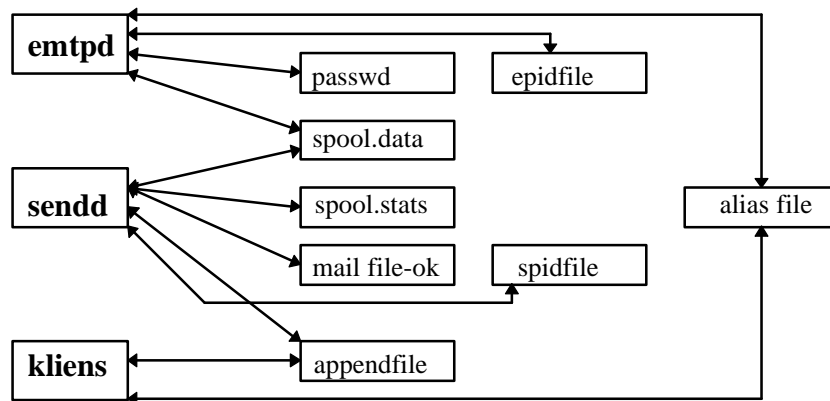 emtpd
passwd
epidfile
spool.data
sendd
spool.stats
alias file
mail file-ok
spidfile
kliens
appendfile